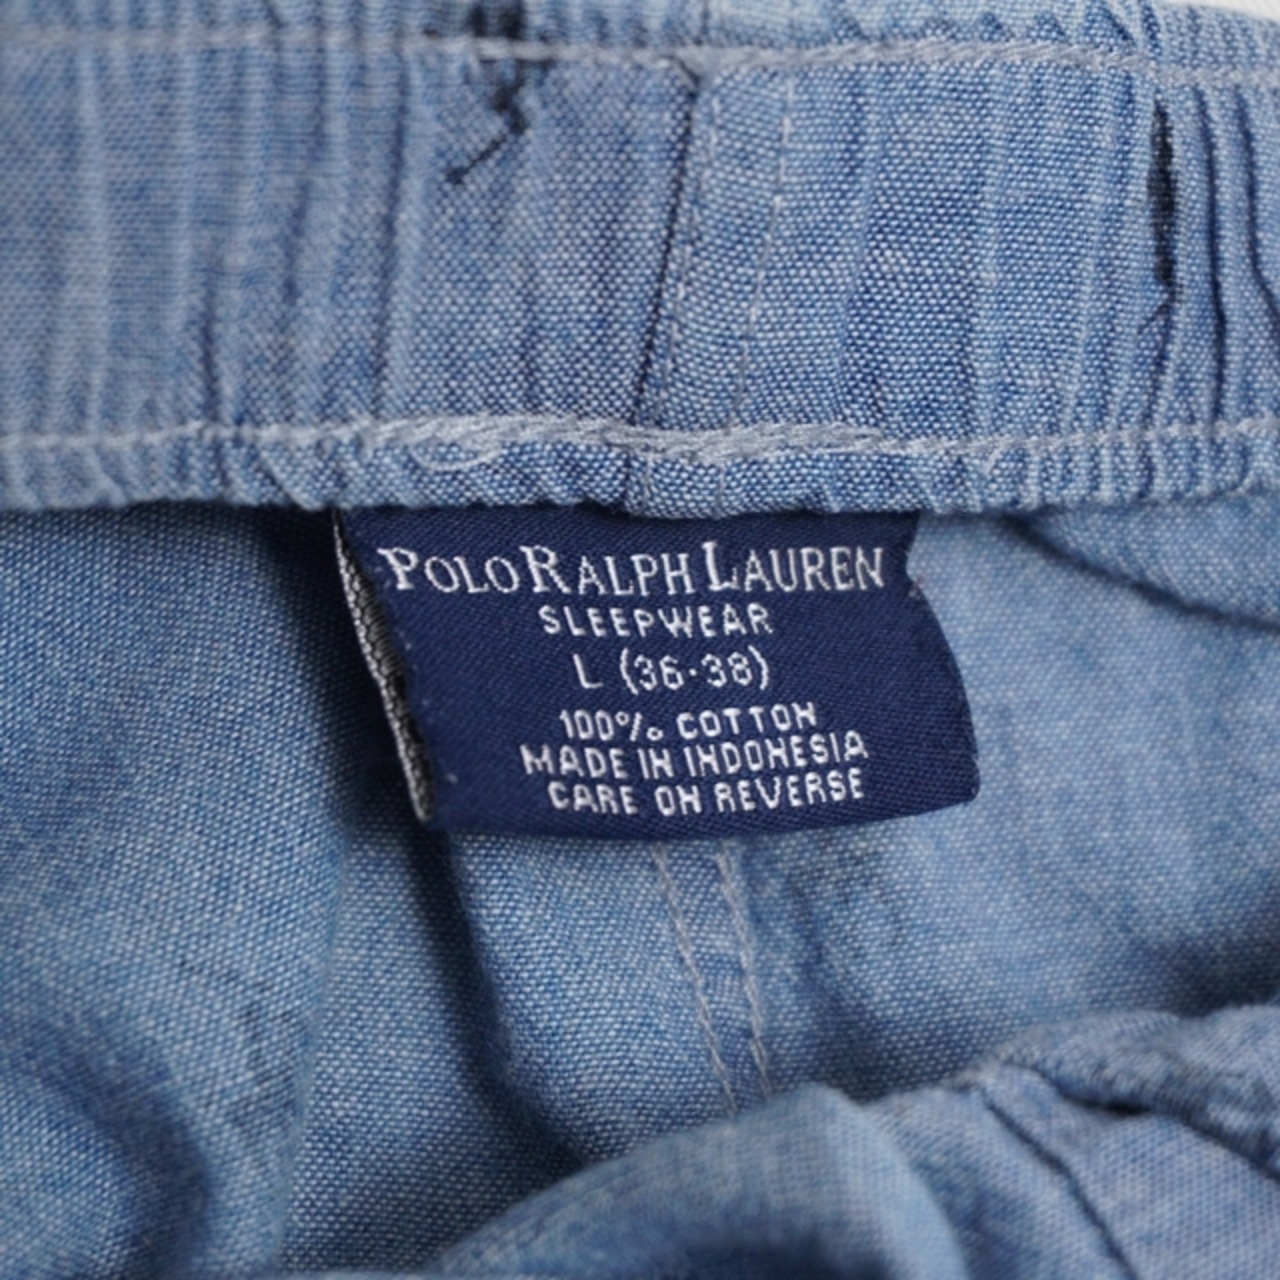 POLO RALPH LAUREN
SLEEPWEAR
L (36-38)
100% COTTON
MADE IN INDONESIA
CARE ON REVERSE